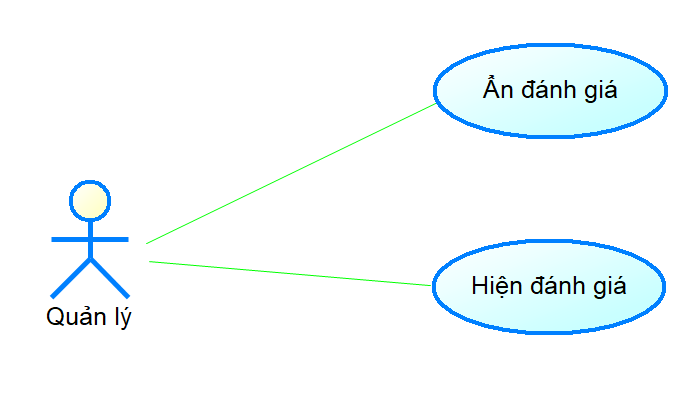 Ẩn đánh giá
Hiện đánh giá
Quản lý